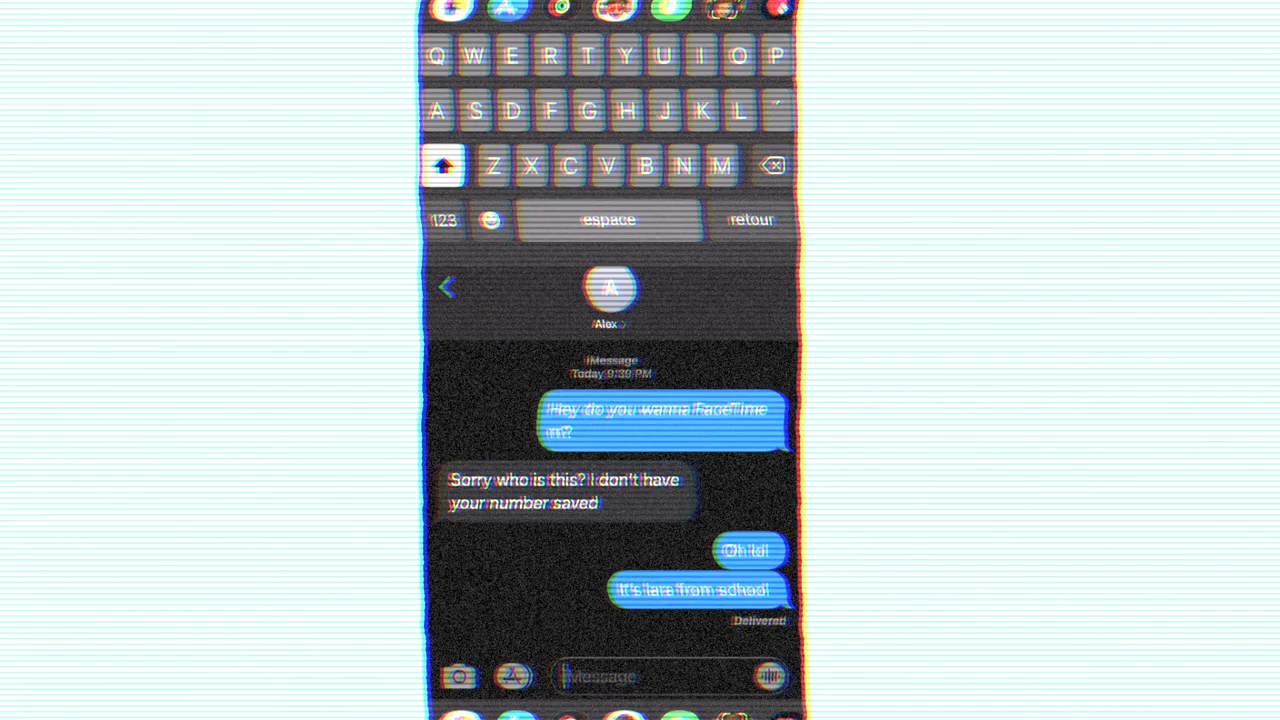 Q W E R T Y U I O P
A S D F G H J K L ´
Z X C V B N M
123 espace retour
A
Alex
iMessage
Today 9:39 PM
Hey do you wanna FaceTime
rn?
Sorry who is this? I don't have
your number saved
Oh lol
It's lara from school
Delivered
iMessage